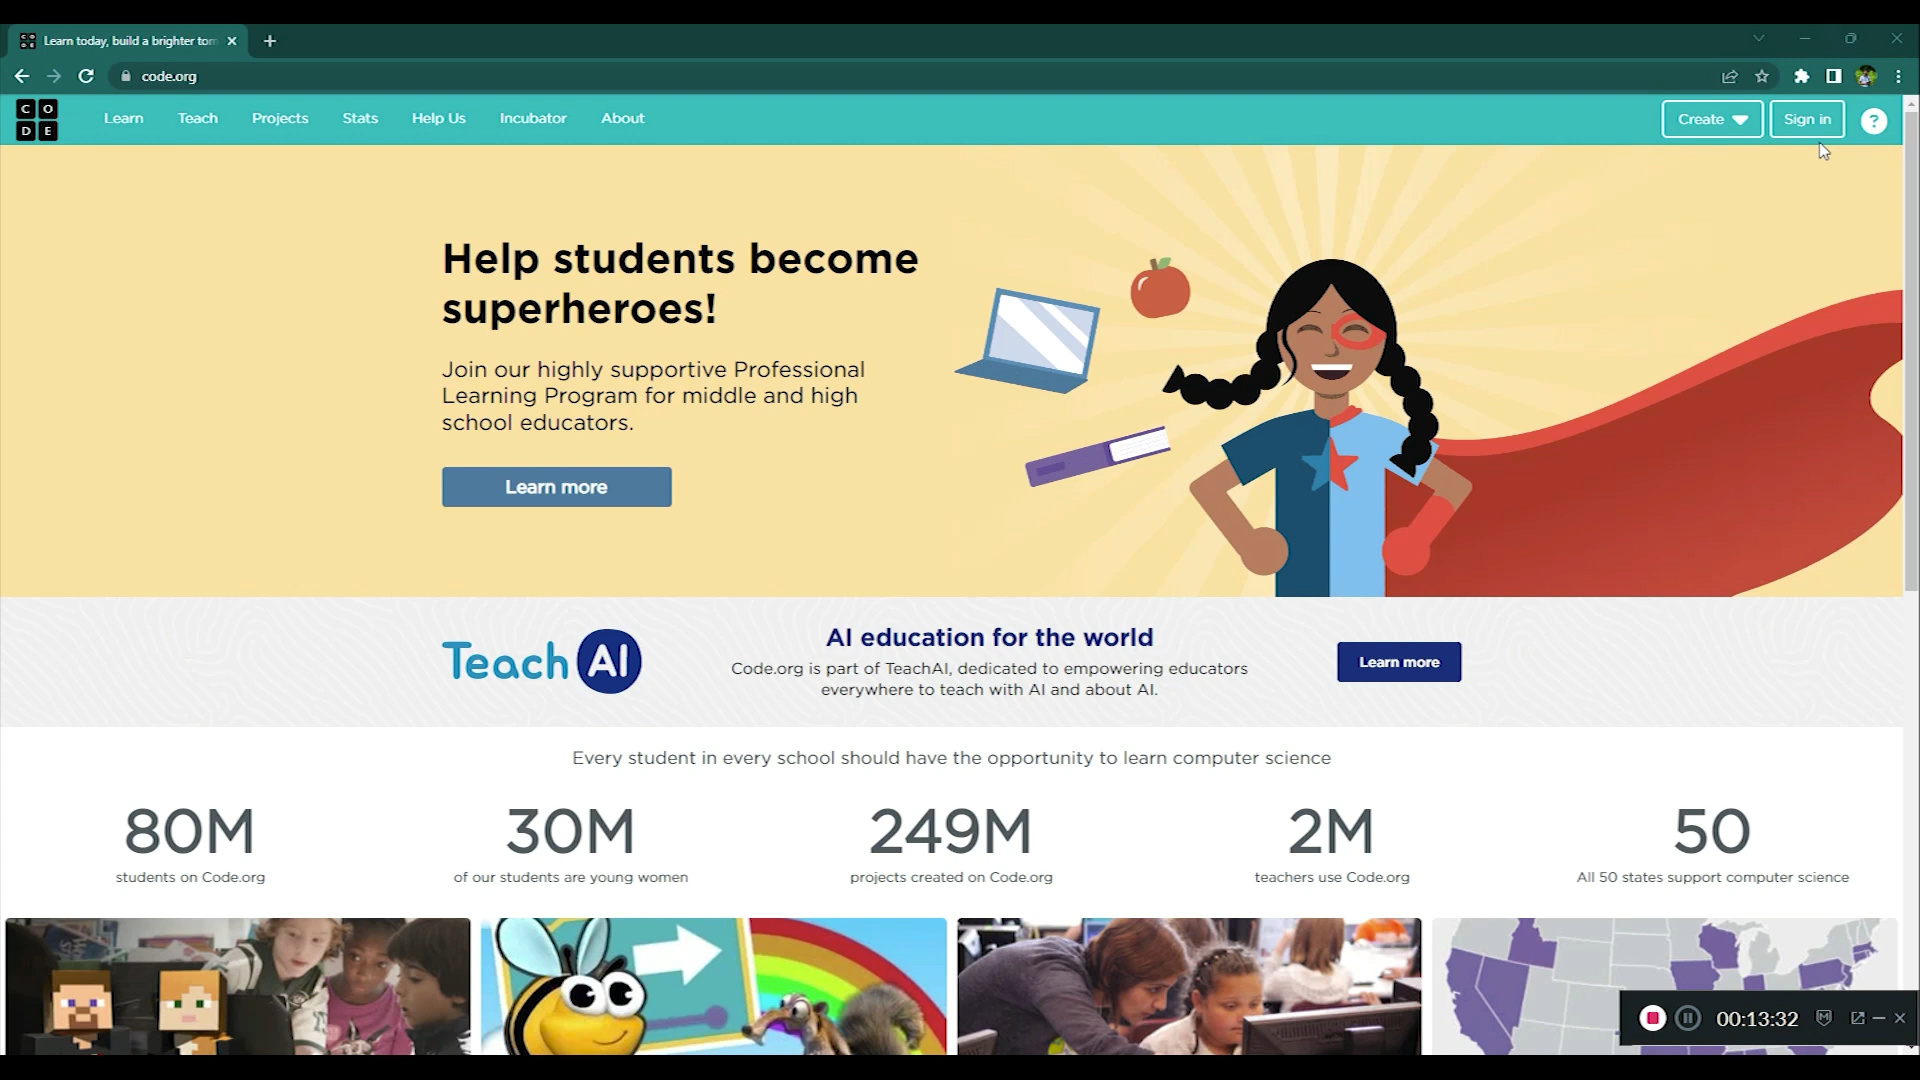 Learn today, build a brighter tom
code.org
C O
D E
Learn
Teach
Projects
Stats
Help Us
Incubator
About
Create
Sign in
?
Help students become
superheroes!
Join our highly supportive Professional
Learning Program for middle and high
school educators.
Learn more
Teach AI
AI education for the world
Code.org is part of TeachAI, dedicated to empowering educators
everywhere to teach with AI and about AI.
Learn more
Every student in every school should have the opportunity to learn computer science
80M
students on Code.org
30M
of our students are young women
249M
projects created on Code.org
2M
teachers use Code.org
50
All 50 states support computer science
00:13:32